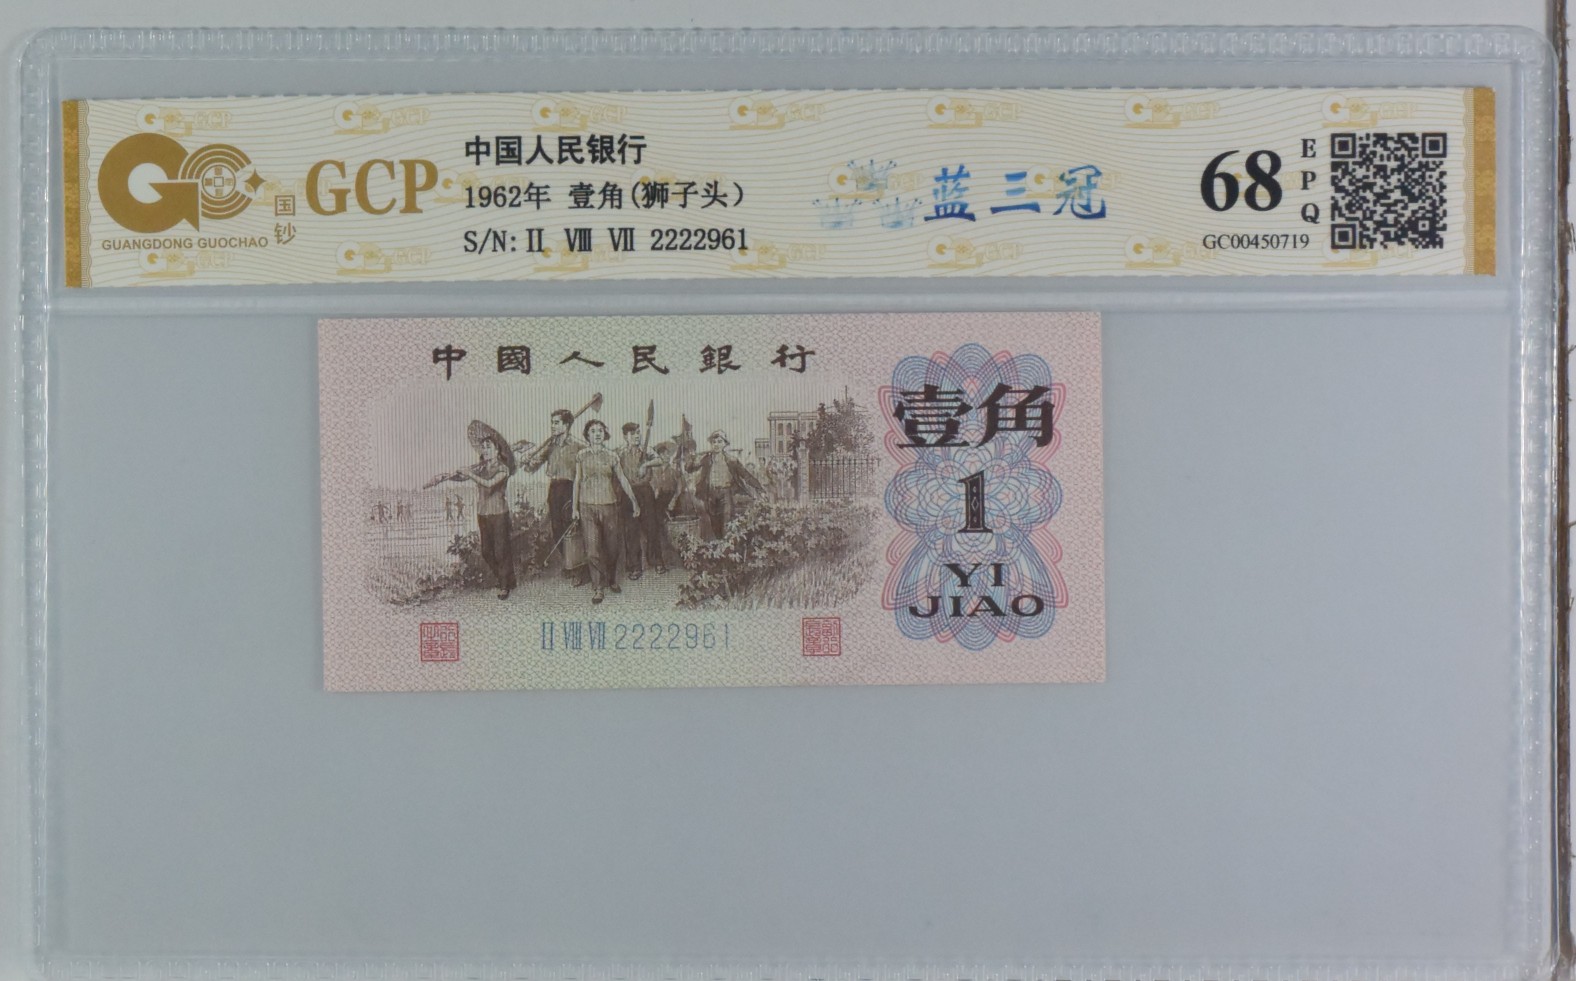 国钞
GCP
GUANGDONG GUOCHAO
中国人民银行
1962年 壹角(狮子头)
S/N: II VIII VII 2222961
蓝三冠
68
EPQ
GC00450719
中國人民銀行
壹角
1
YI
JIAO
II VIII VII 2222961